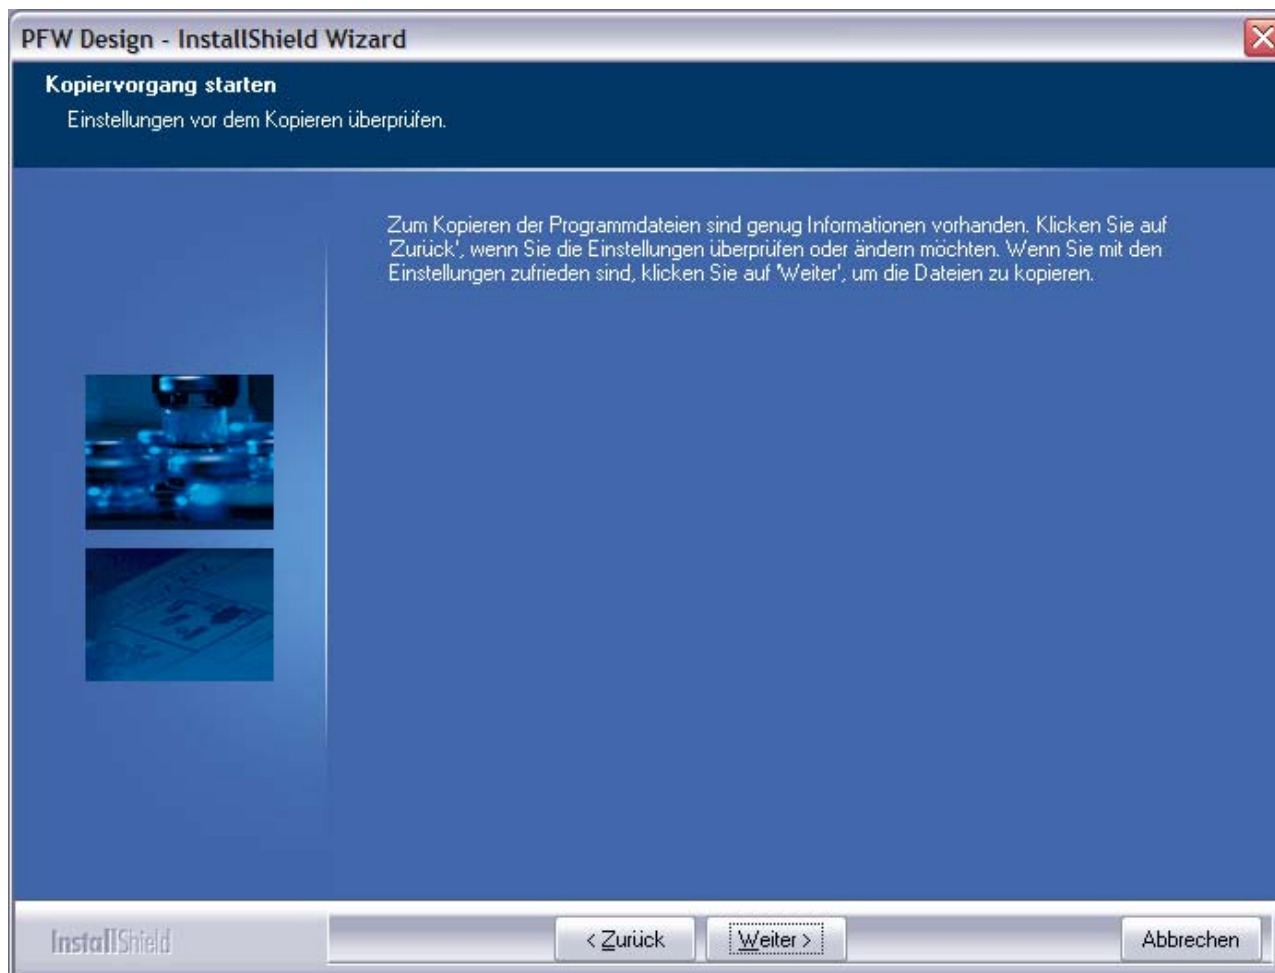 PFW Design - InstallShield Wizard
Kopiervorgang starten
Einstellungen vor dem Kopieren überprüfen.
Zum Kopieren der Programmdateien sind genug Informationen vorhanden. Klicken Sie auf
'Zurück', wenn Sie die Einstellungen überprüfen oder ändern möchten. Wenn Sie mit den
Einstellungen zufrieden sind, klicken Sie auf 'Weiter', um die Dateien zu kopieren.
InstallShield
< Zurück
Weiter >
Abbrechen